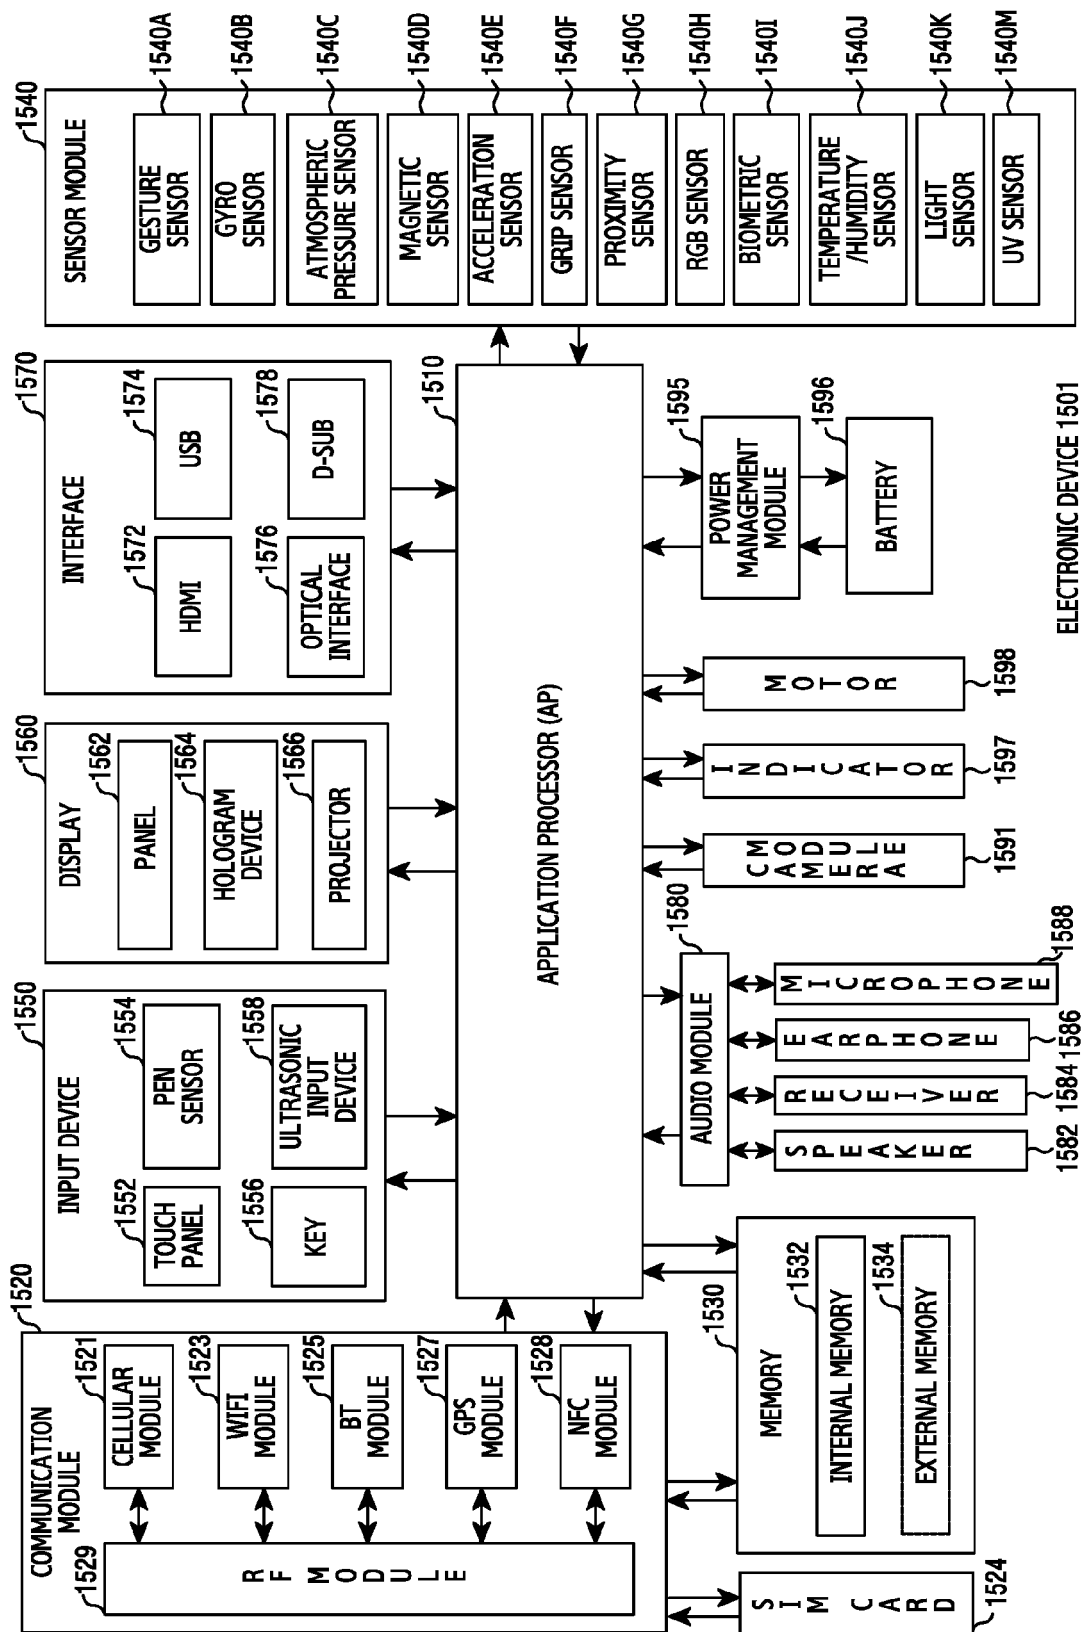 COMMUNICATION
MODULE
1520
1529
RF MODULE
1521
CELLULAR
MODULE
1523
WIFI
MODULE
1525
BT
MODULE
1527
GPS
MODULE
1528
NFC
MODULE
INPUT DEVICE
1550
1552
TOUCH
PANEL
1554
PEN
SENSOR
1556
KEY
1558
ULTRASONIC
INPUT
DEVICE
DISPLAY
1560
1562
PANEL
1564
HOLOGRAM
DEVICE
1566
PROJECTOR
INTERFACE
1570
1572
HDMI
1574
USB
1576
OPTICAL
INTERFACE
1578
D-SUB
1540
SENSOR MODULE
GESTURE
SENSOR
1540A
GYRO
SENSOR
1540B
ATMOSPHERIC
PRESSURE SENSOR
1540C
MAGNETIC
SENSOR
1540D
ACCELERATION
SENSOR
1540E
GRIP SENSOR
1540F
PROXIMITY
SENSOR
1540G
RGB SENSOR
1540H
BIOMETRIC
SENSOR
1540I
TEMPERATURE
/HUMIDITY
SENSOR
1540J
LIGHT
SENSOR
1540K
UV SENSOR
1540M
1510
APPLICATION PROCESSOR (AP)
SIM CARD
1524
1530
MEMORY
1532
INTERNAL MEMORY
1534
EXTERNAL MEMORY
1580
AUDIO MODULE
SPEAKER
1582
RECEIVER
1584
EARPHONE
1586
MICROPHONE
1588
CAMERA
MODULE
1591
INDICATOR
1597
MOTOR
1598
1595
POWER
MANAGEMENT
MODULE
1596
BATTERY
ELECTRONIC DEVICE 1501